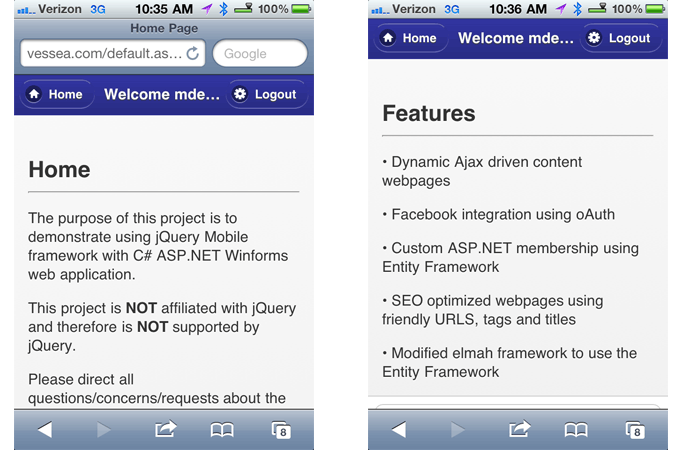 Verizon 3G 10:35 AM 100%
Home Page
vessea.com/default.as... Google
Home Welcome mde... Logout
Home
The purpose of this project is to
demonstrate using jQuery Mobile
framework with C# ASP.NET Winforms
web application.
This project is NOT affiliated with jQuery
and therefore is NOT supported by
jQuery.
Please direct all
questions/concerns/requests about the
8
Verizon 3G 10:36 AM 100%
Home Welcome mde... Logout
Features
• Dynamic Ajax driven content
webpages
• Facebook integration using oAuth
• Custom ASP.NET membership using
Entity Framework
• SEO optimized webpages using
friendly URLS, tags and titles
• Modified elmah framework to use the
Entity Framework
8